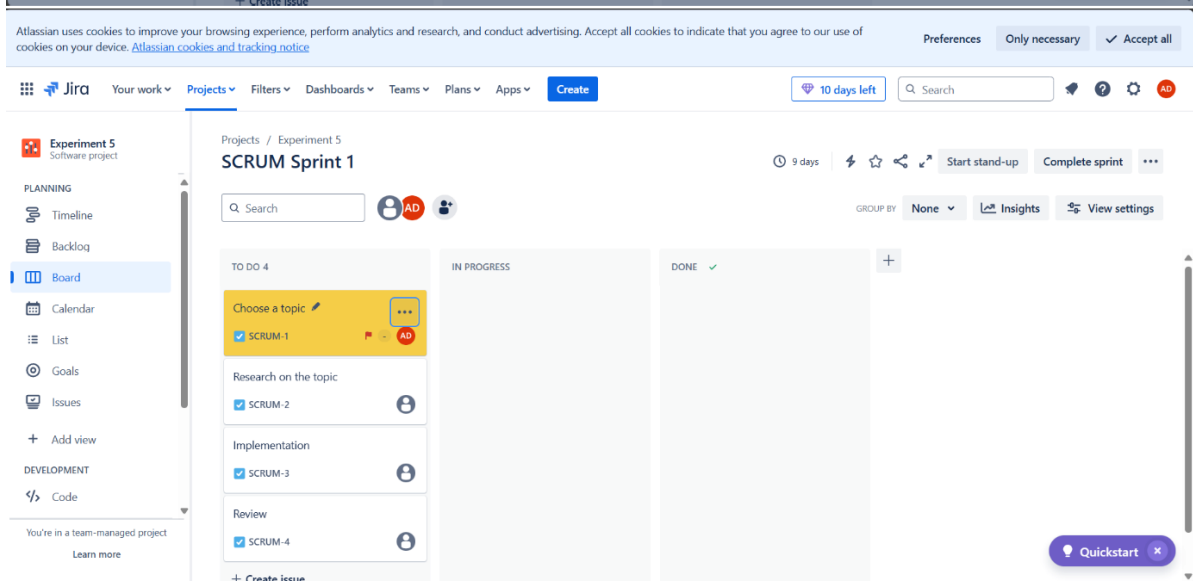 + Create issue
Atlassian uses cookies to improve your browsing experience, perform analytics and research, and conduct advertising. Accept all cookies to indicate that you agree to our use of
cookies on your device. Atlassian cookies and tracking notice
Preferences
Only necessary
Accept all
Jira
Your work
Projects
Filters
Dashboards
Teams
Plans
Apps
Create
10 days left
Search
AD
Experiment 5
Software project
PLANNING
Timeline
Backlog
Board
Calendar
List
Goals
Issues
+ Add view
DEVELOPMENT
Code
You're in a team-managed project
Learn more
Projects / Experiment 5
SCRUM Sprint 1
9 days
Start stand-up
Complete sprint
Search
AD
GROUP BY
None
Insights
View settings
TO DO 4
Choose a topic
SCRUM-1
AD
Research on the topic
SCRUM-2
Implementation
SCRUM-3
Review
SCRUM-4
+ Create issue
IN PROGRESS
DONE
Quickstart